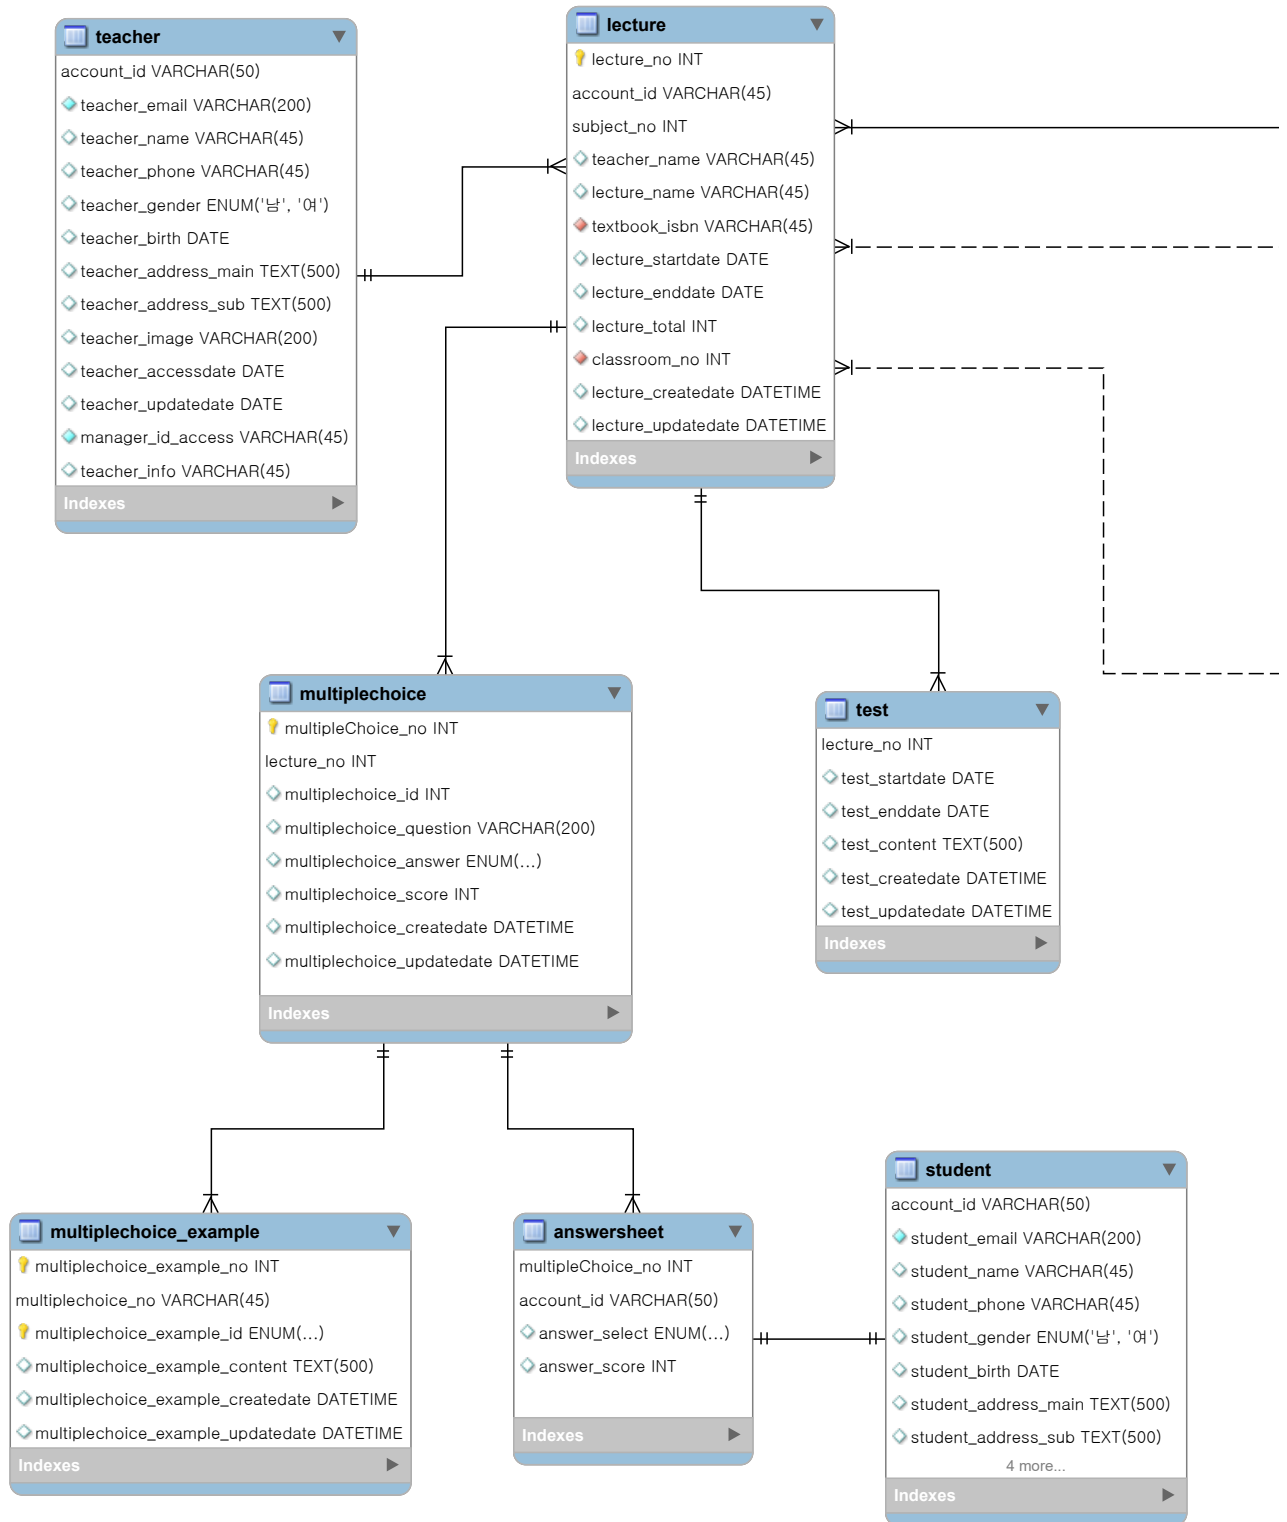 teacher
account_id VARCHAR(50)
teacher_email VARCHAR(200)
teacher_name VARCHAR(45)
teacher_phone VARCHAR(45)
teacher_gender ENUM('남', '여')
teacher_birth DATE
teacher_address_main TEXT(500)
teacher_address_sub TEXT(500)
teacher_image VARCHAR(200)
teacher_accessdate DATE
teacher_updatedate DATE
manager_id_access VARCHAR(45)
teacher_info VARCHAR(45)
Indexes
lecture
lecture_no INT
account_id VARCHAR(45)
subject_no INT
teacher_name VARCHAR(45)
lecture_name VARCHAR(45)
textbook_isbn VARCHAR(45)
lecture_startdate DATE
lecture_enddate DATE
lecture_total INT
classroom_no INT
lecture_createdate DATETIME
lecture_updatedate DATETIME
Indexes
multiplechoice
multipleChoice_no INT
lecture_no INT
multiplechoice_id INT
multiplechoice_question VARCHAR(200)
multiplechoice_answer ENUM(...)
multiplechoice_score INT
multiplechoice_createdate DATETIME
multiplechoice_updatedate DATETIME
Indexes
test
lecture_no INT
test_startdate DATE
test_enddate DATE
test_content TEXT(500)
test_createdate DATETIME
test_updatedate DATETIME
Indexes
multiplechoice_example
multiplechoice_example_no INT
multiplechoice_no VARCHAR(45)
multiplechoice_example_id ENUM(...)
multiplechoice_example_content TEXT(500)
multiplechoice_example_createdate DATETIME
multiplechoice_example_updatedate DATETIME
Indexes
answersheet
multipleChoice_no INT
account_id VARCHAR(50)
answer_select ENUM(...)
answer_score INT
Indexes
student
account_id VARCHAR(50)
student_email VARCHAR(200)
student_name VARCHAR(45)
student_phone VARCHAR(45)
student_gender ENUM('남', '여')
student_birth DATE
student_address_main TEXT(500)
student_address_sub TEXT(500)
4 more...
Indexes